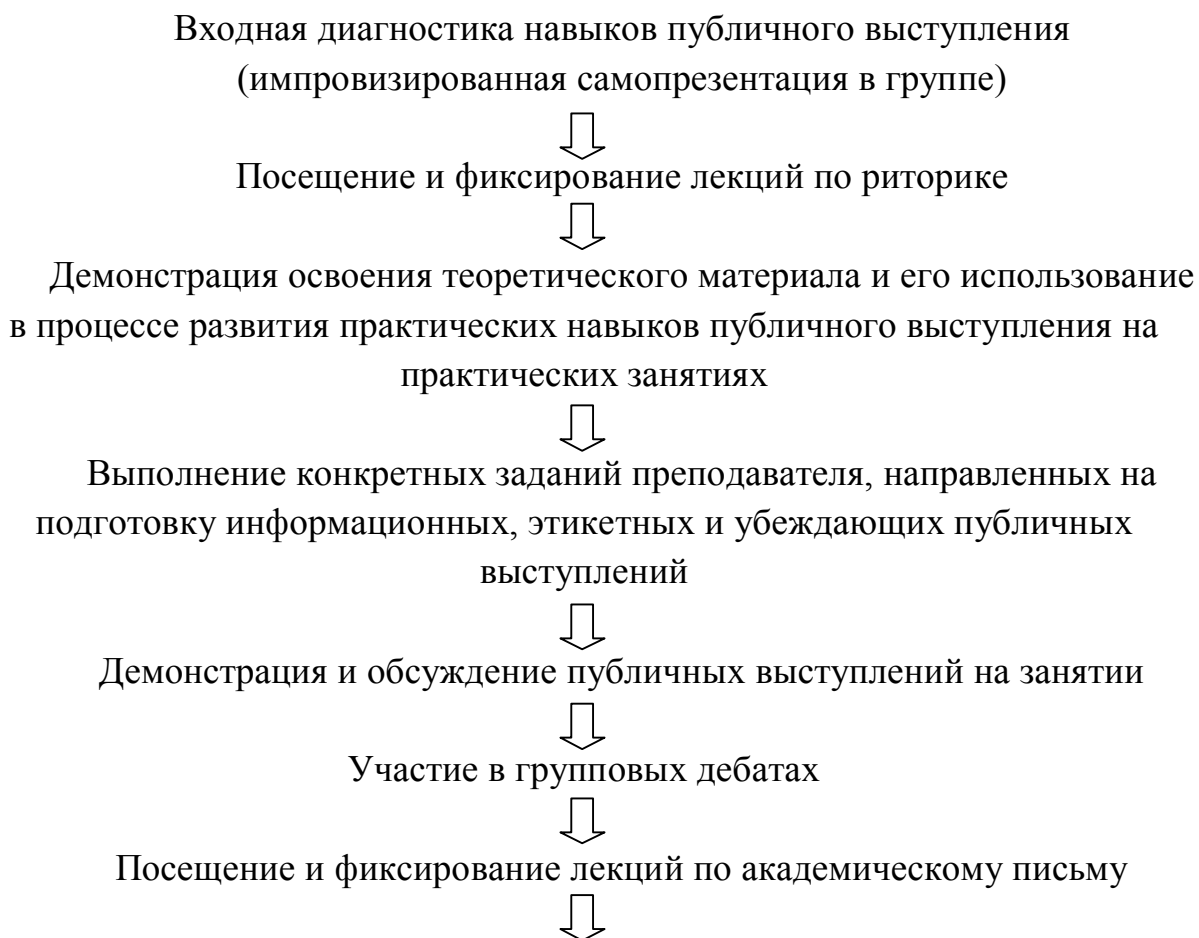 Входная диагностика навыков публичного выступления
(импровизированная самопрезентация в группе)
Посещение и фиксирование лекций по риторике
Демонстрация освоения теоретического материала и его использование
в процессе развития практических навыков публичного выступления на
практических занятиях
Выполнение конкретных заданий преподавателя, направленных на
подготовку информационных, этикетных и убеждающих публичных
выступлений
Демонстрация и обсуждение публичных выступлений на занятии
Участие в групповых дебатах
Посещение и фиксирование лекций по академическому письму